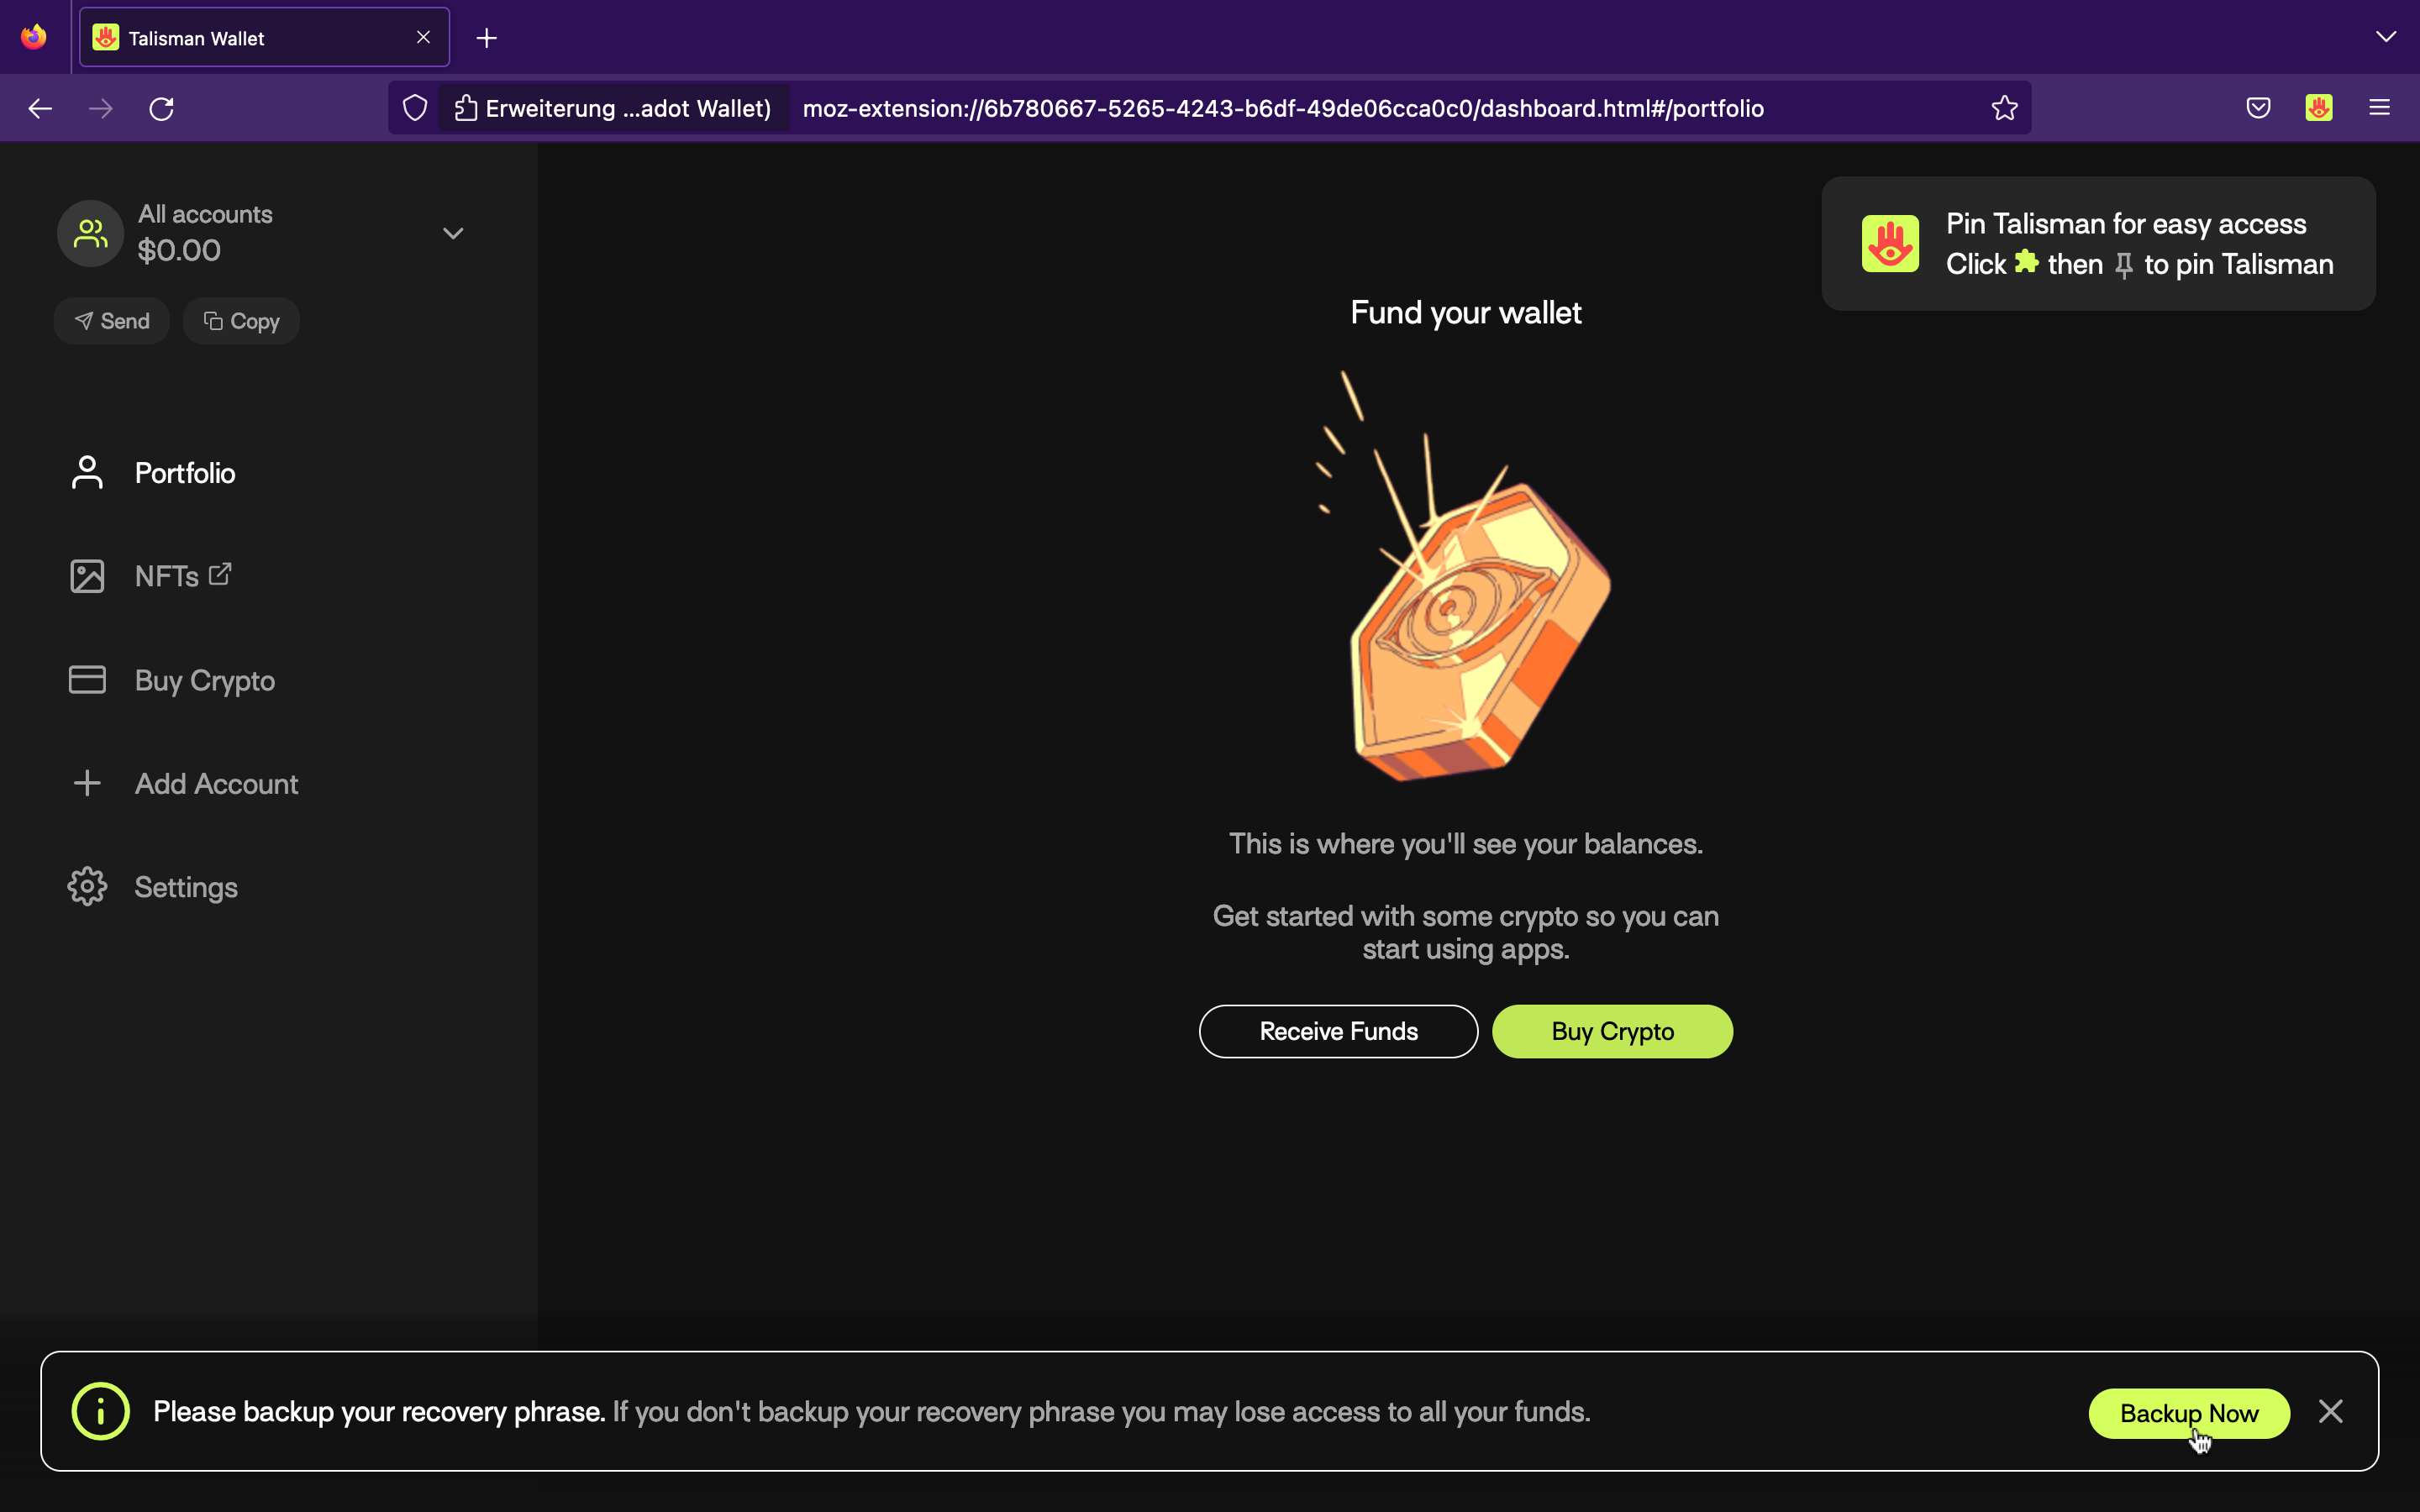 Talisman Wallet
Erweiterung ...adot Wallet) moz-extension://6b780667-5265-4243-b6df-49de06cca0c0/dashboard.html#/portfolio
All accounts
$0.00
Send Copy
Portfolio
NFTs
Buy Crypto
Add Account
Settings
Pin Talisman for easy access
Click then to pin Talisman
Fund your wallet
This is where you'll see your balances.
Get started with some crypto so you can
start using apps.
Receive Funds Buy Crypto
Please backup your recovery phrase. If you don't backup your recovery phrase you may lose access to all your funds.
Backup Now